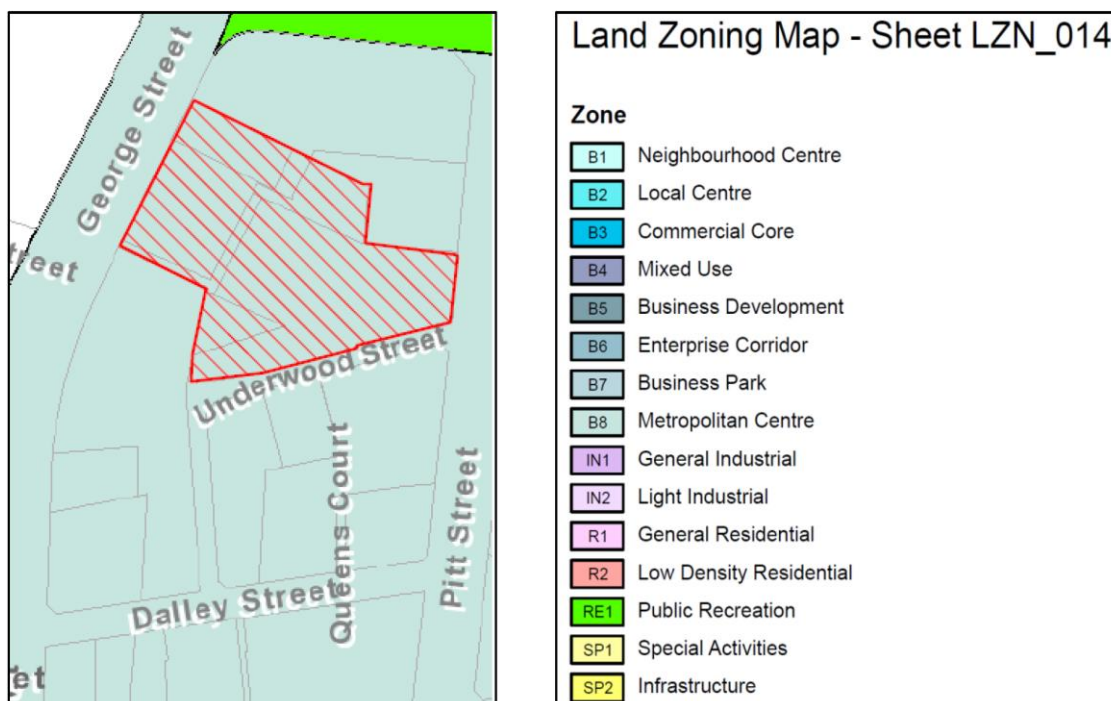 George Street
treet
Underwood Street
Queens Court
Pitt Street
Dalley Street
et
Land Zoning Map - Sheet LZN_014
Zone
B1 Neighbourhood Centre
B2 Local Centre
B3 Commercial Core
B4 Mixed Use
B5 Business Development
B6 Enterprise Corridor
B7 Business Park
B8 Metropolitan Centre
IN1 General Industrial
IN2 Light Industrial
R1 General Residential
R2 Low Density Residential
RE1 Public Recreation
SP1 Special Activities
SP2 Infrastructure